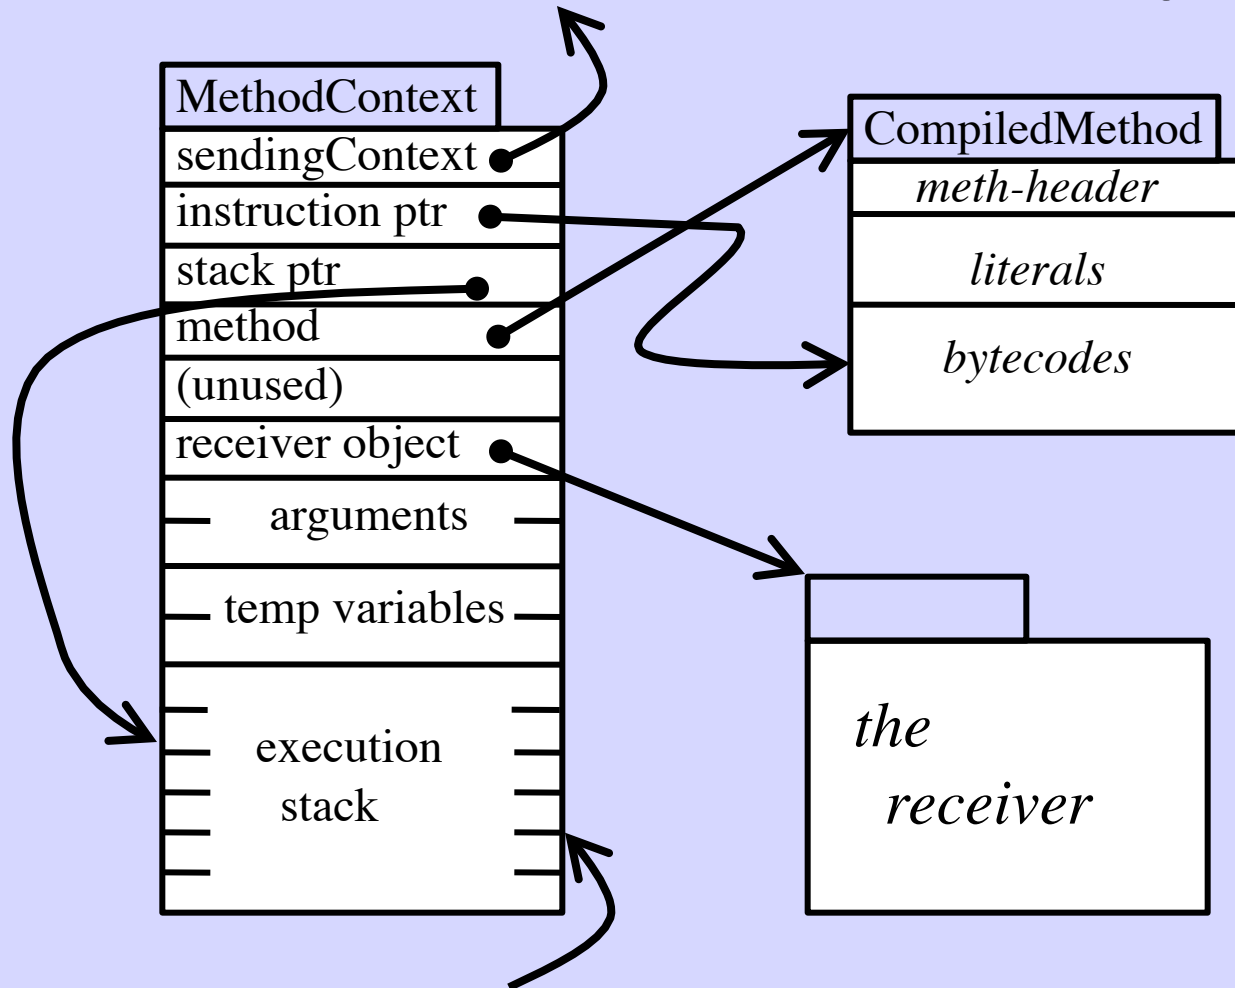 MethodContext
sendingContext
instruction ptr
stack ptr
method
(unused)
receiver object
arguments
temp variables
execution
stack
CompiledMethod
meth-header
literals
bytecodes
the
receiver